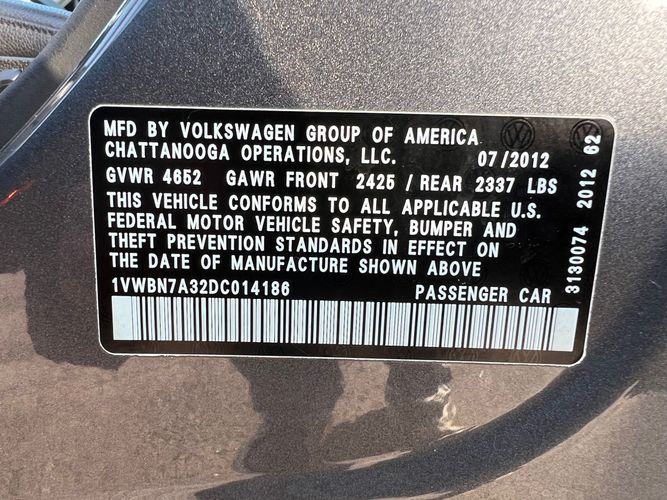 MFD BY VOLKSWAGEN GROUP OF AMERICA
CHATTANOOGA OPERATIONS, LLC. 07/2012
GVWR 4652 GAWR FRONT 2425 / REAR 2337 LBS
THIS VEHICLE CONFORMS TO ALL APPLICABLE U.S.
FEDERAL MOTOR VEHICLE SAFETY, BUMPER AND
THEFT PREVENTION STANDARDS IN EFFECT ON
THE DATE OF MANUFACTURE SHOWN ABOVE
1VWBN7A32DC014186 PASSENGER CAR
3130074 2012 62